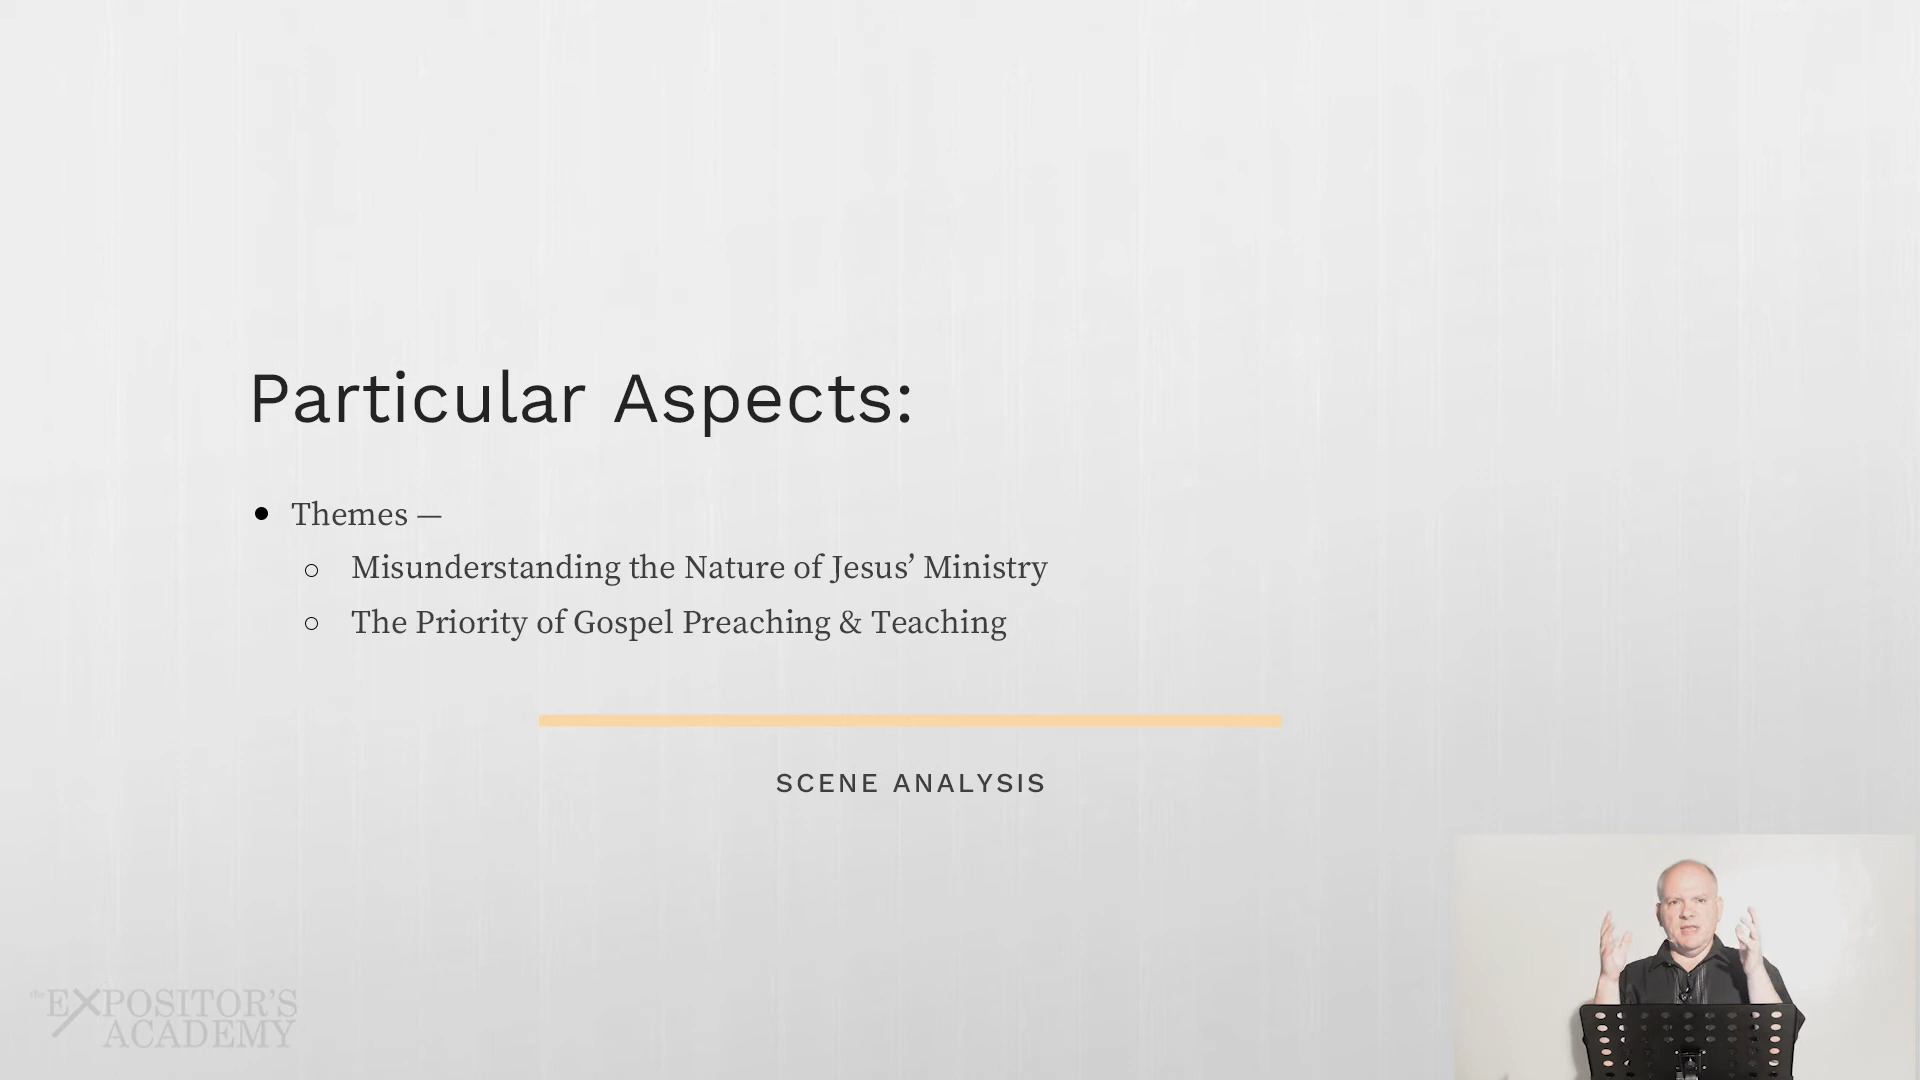 Particular Aspects:
● Themes —
○ Misunderstanding the Nature of Jesus’ Ministry
○ The Priority of Gospel Preaching & Teaching
SCENE ANALYSIS
the EXPOSITOR'S
ACADEMY